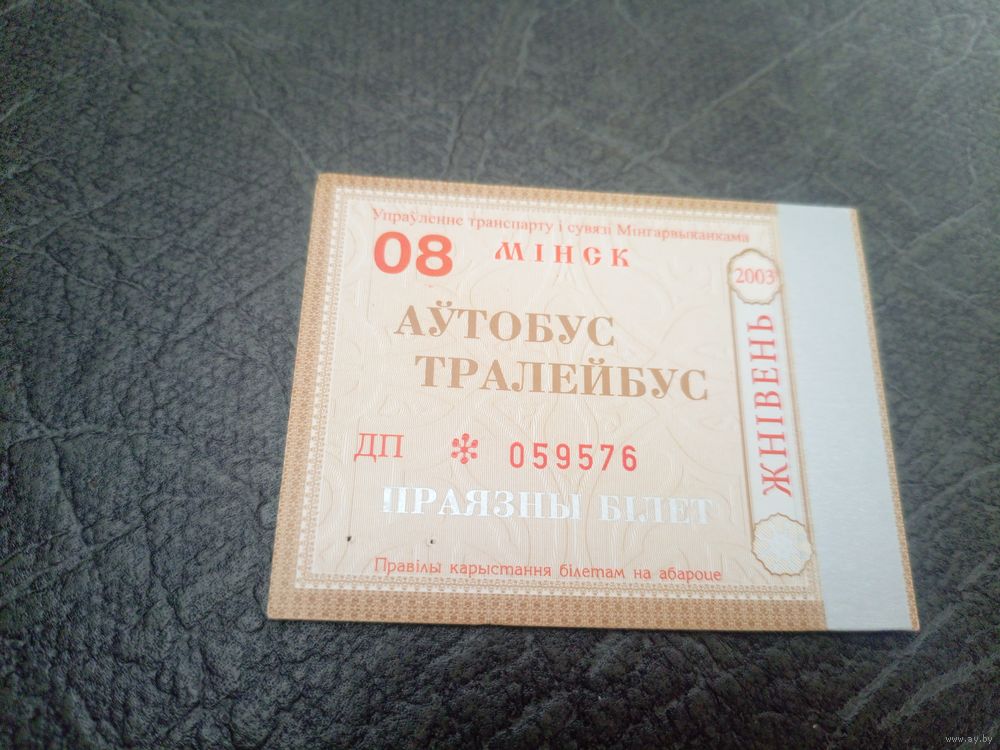 Упраўленне транспарту і сувязі Мінгарвыканкама
08 МІНСК
2003
АЎТОБУС
ТРАЛЕЙБУС
ЖНІВЕНЬ
ДП * 059576
ПРАЯЗНЫ БІЛЕТ
Правілы карыстання білетам на абароце
www.ay.by